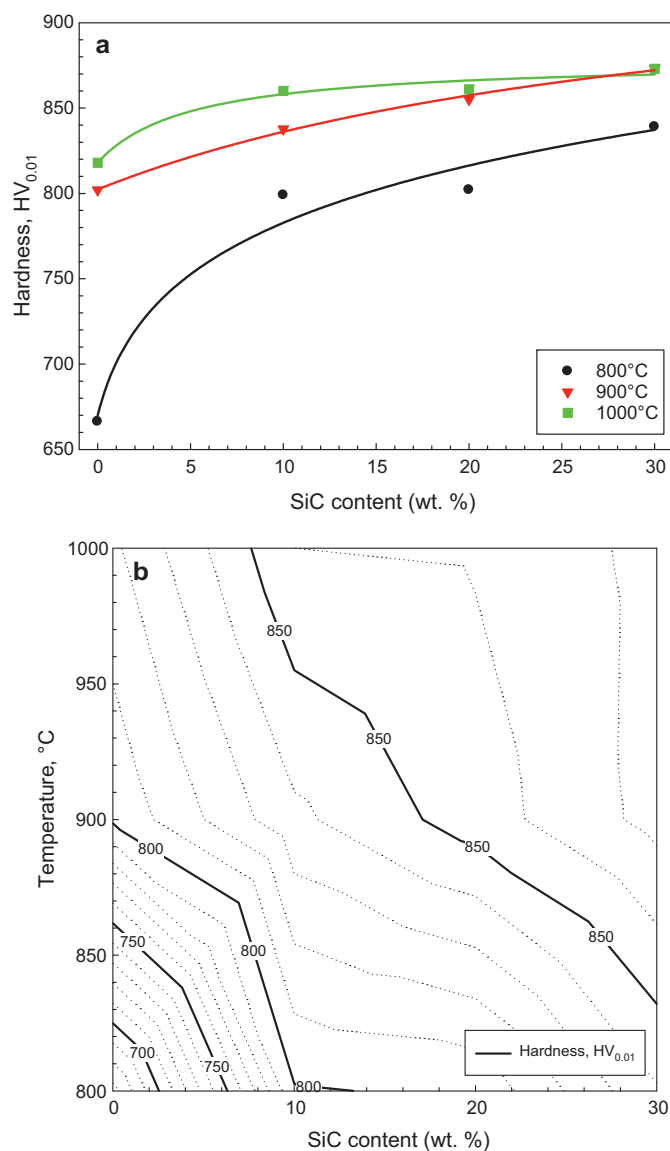 900
a
850
800
750
700
650
Hardness, HV0.01
800°C
900°C
1000°C
0 5 10 15 20 25 30
SiC content (wt. %)
1000
b
950
900
850
800
Temperature, °C
850
850
850
850
800
800
800
750
750
700
Hardness, HV0.01
0 10 20 30
SiC content (wt. %)